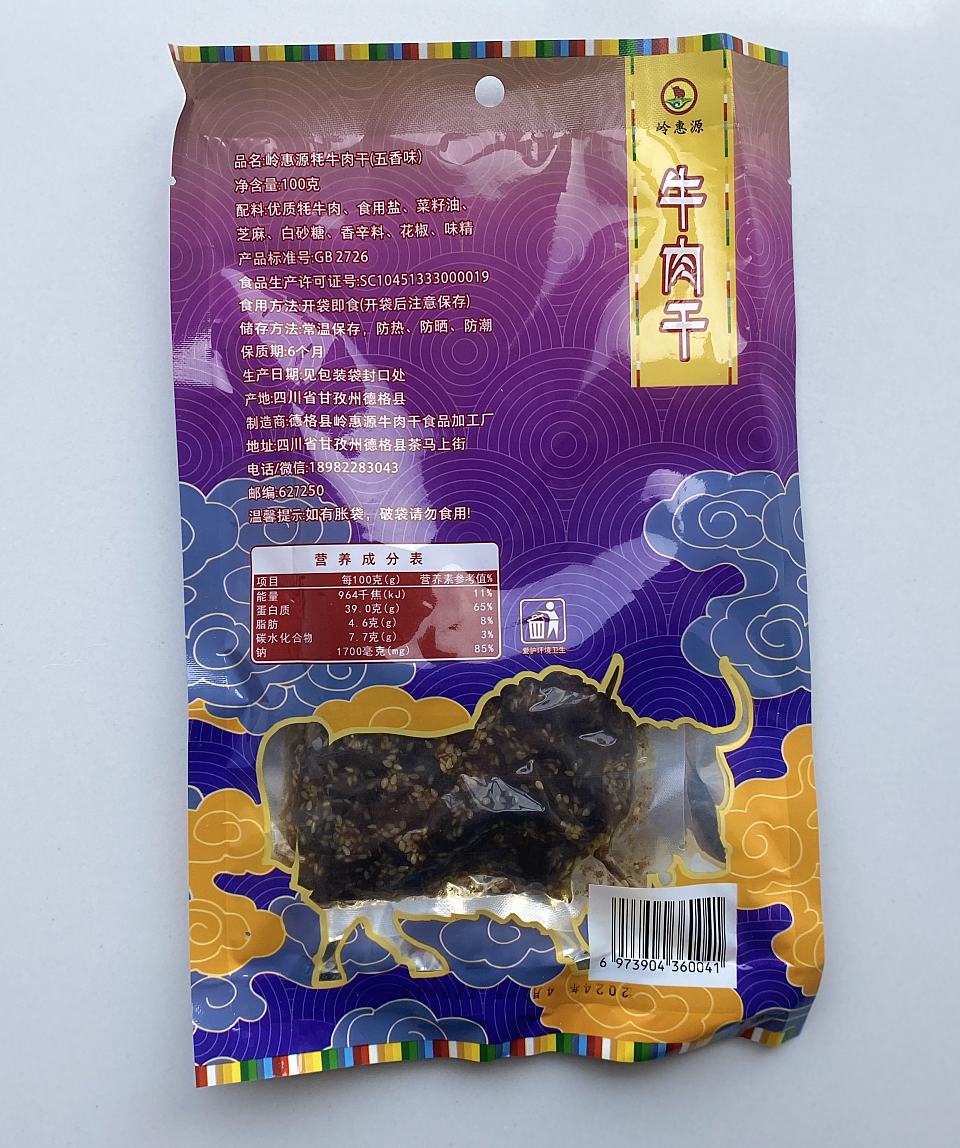 岭惠源
牛肉干
品名:岭惠源牦牛肉干(五香味)
净含量:100克
配料:优质牦牛肉、食用盐、菜籽油、
芝麻、白砂糖、香辛料、花椒、味精
产品标准号:GB 2726
食品生产许可证号:SC10451333000019
食用方法:开袋即食(开袋后注意保存)
储存方法:常温保存，防热、防晒、防潮
保质期:6个月
生产日期:见包装袋封口处
产地:四川省甘孜州德格县
制造商:德格县岭惠源牛肉干食品加工厂
地址:四川省甘孜州德格县茶马上街
电话/微信:18982283043
邮编:627250
温馨提示:如有胀袋，破袋请勿食用!
营养成分表
项目 每100克(g) 营养素参考值%
能量 964千焦(kJ) 11%
蛋白质 39.0克(g) 65%
脂肪 4.6克(g) 8%
碳水化合物 7.7克(g) 3%
钠 1700毫克(mg) 85%
爱护环境卫生
6 973904 360041
2024年 4月